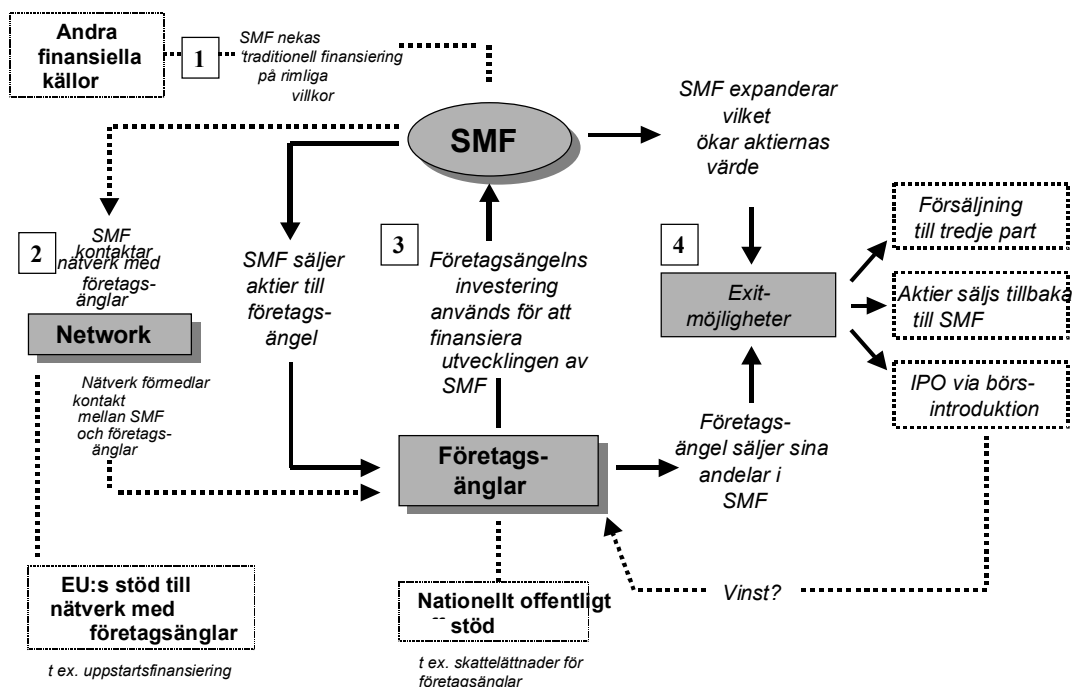 Andra
finansiella
källor
1
SMF nekas
'traditionell finansiering
på rimliga
villkor
SMF
SMF expanderar
vilket
ökar aktiernas
värde
2
SMF
kontaktar
nätverk med
företags-
änglar
Network
Nätverk förmedlar
kontakt
mellan SMF
och företags-
änglar
SMF säljer
aktier till
företags-
ängel
3
Företagsängelns
investering
används för att
finansiera
utvecklingen av
SMF
Företags-
änglar
4
Exit-
möjligheter
Företags-
ängel säljer sina
andelar i
SMF
Försäljning
till tredje part
Aktier säljs tillbaka
till SMF
IPO via börs-
introduktion
Vinst?
EU:s stöd till
nätverk med
företagsänglar
t ex. uppstartsfinansiering
Nationellt offentligt
stöd
t ex. skattelättnader för
företagsänglar